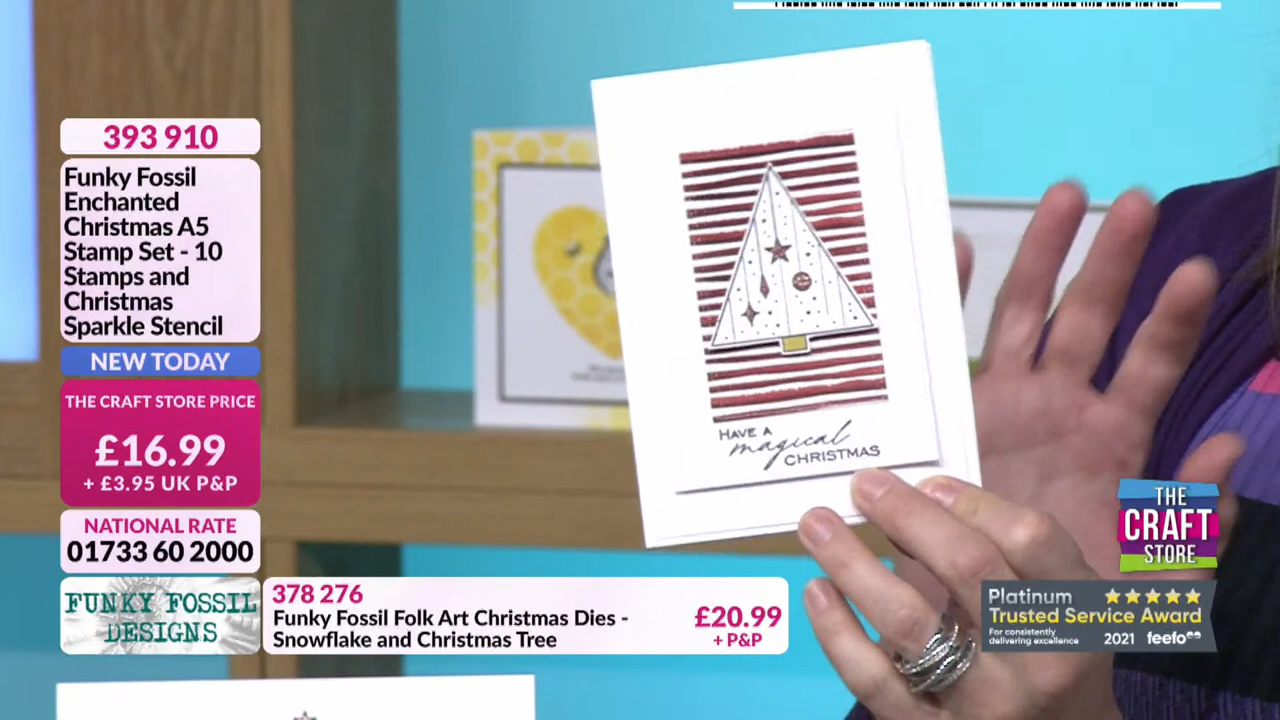 393 910
Funky Fossil
Enchanted
Christmas A5
Stamp Set - 10
Stamps and
Christmas
Sparkle Stencil
NEW TODAY
THE CRAFT STORE PRICE
£16.99
+ £3.95 UK P&P
NATIONAL RATE
01733 60 2000
FUNKY FOSSIL
DESIGNS
378 276
Funky Fossil Folk Art Christmas Dies -
Snowflake and Christmas Tree
£20.99
+ P&P
HAVE A
magical
CHRISTMAS
THE
CRAFT
STORE
Platinum
Trusted Service Award
For consistently
delivering excellence
2021 feefo